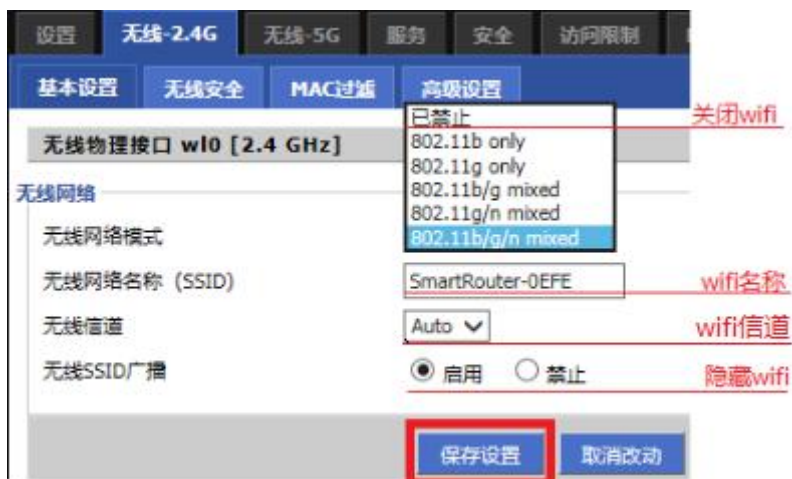 设置 无线-2.4G 无线-5G 服务 安全 访问限制
基本设置 无线安全 MAC过滤 高级设置
已禁止 关闭wifi
无线物理接口 wl0 [2.4 GHz]
802.11b only
802.11g only
802.11b/g mixed
802.11g/n mixed
802.11b/g/n mixed
无线网络
无线网络模式
无线网络名称 (SSID) SmartRouter-0EFE wifi名称
无线信道 Auto wifi信道
无线SSID广播 启用 禁止 隐藏wifi
保存设置 取消改动